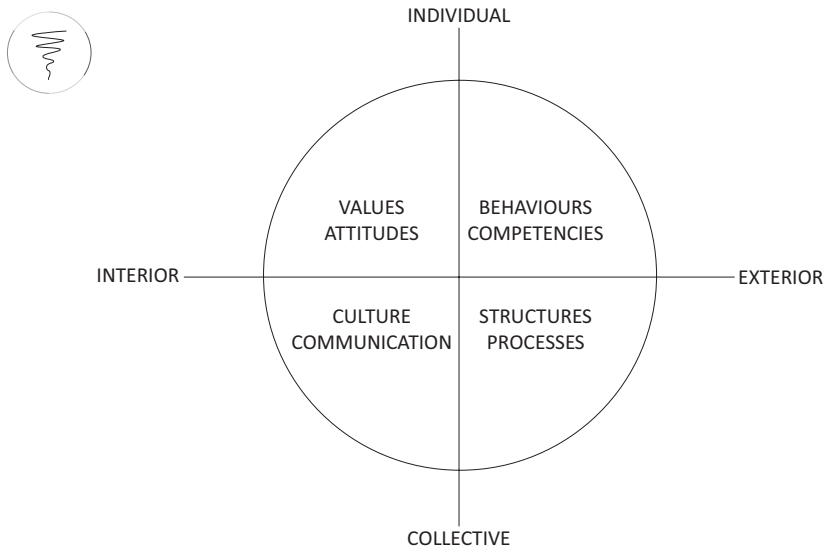 INDIVIDUAL
VALUES
ATTITUDES
BEHAVIOURS
COMPETENCIES
INTERIOR
EXTERIOR
CULTURE
COMMUNICATION
STRUCTURES
PROCESSES
COLLECTIVE